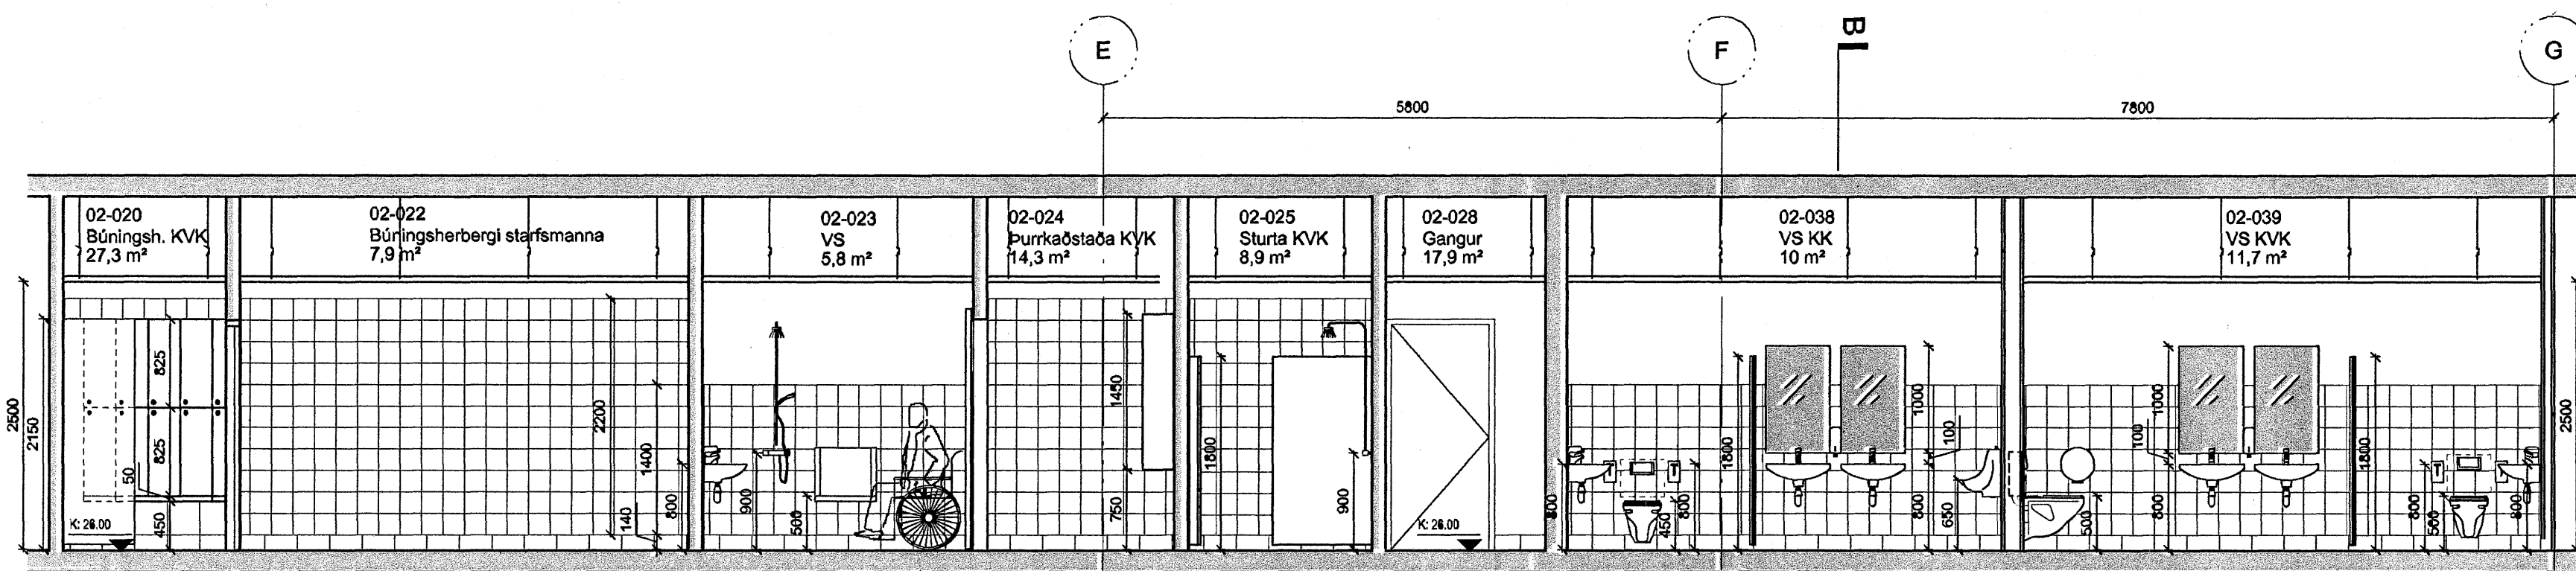 E
F
B
G
5800
7800
02-020
Búningsh. KVK
27,3 m²
02-022
Búningsherbergi starfsmanna
7,9 m²
02-023
VS
5,8 m²
02-024
Þurrkaðstaða KVK
14,3 m²
02-025
Sturta KVK
8,9 m²
02-028
Gangur
17,9 m²
02-038
VS KK
10 m²
02-039
VS KVK
11,7 m²
2500
2150
825
825
50
450
K: 26.00
2200
1400
140
800
900
500
1450
750
1800
900
K: 26.00
800
450
800
1800
1000
100
800
650
500
1000
100
800
1800
800
500
800
2500